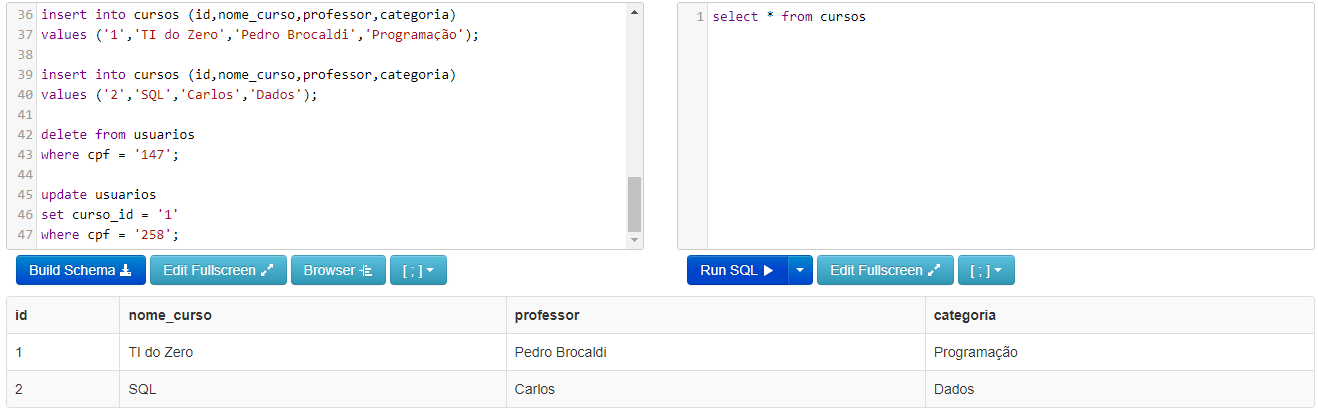 36 insert into cursos (id,nome_curso,professor,categoria)
37 values ('1','TI do Zero','Pedro Brocaldi','Programação');
38
39 insert into cursos (id,nome_curso,professor,categoria)
40 values ('2','SQL','Carlos','Dados');
41
42 delete from usuarios
43 where cpf = '147';
44
45 update usuarios
46 set curso_id = '1'
47 where cpf = '258';
1 select * from cursos
Build Schema Edit Fullscreen Browser [ ; ]
Run SQL Edit Fullscreen [ ; ]
id nome_curso professor categoria
1 TI do Zero Pedro Brocaldi Programação
2 SQL Carlos Dados